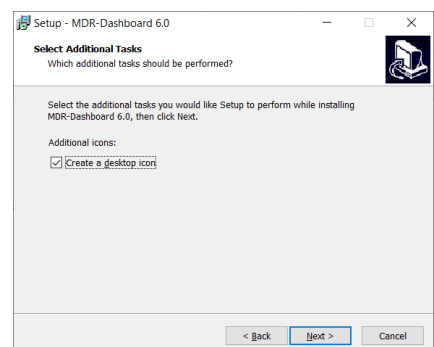 Setup - MDR-Dashboard 6.0
Select Additional Tasks
Which additional tasks should be performed?
Select the additional tasks you would like Setup to perform while installing
MDR-Dashboard 6.0, then click Next.
Additional icons:
Create a desktop icon
< Back Next > Cancel